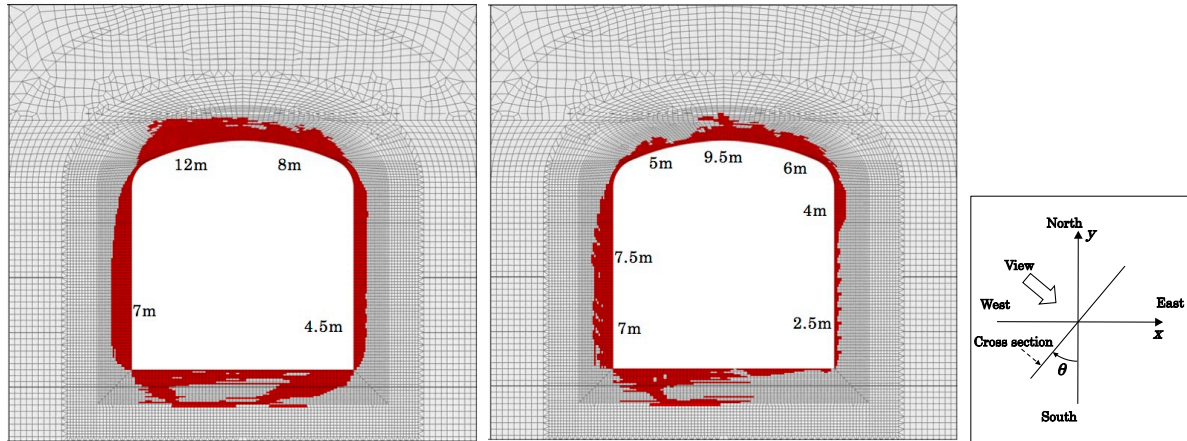 12m 8m
7m
4.5m
5m 9.5m 6m
4m
7.5m
7m
2.5m
North
y
View
West East
x
Cross section
θ
South